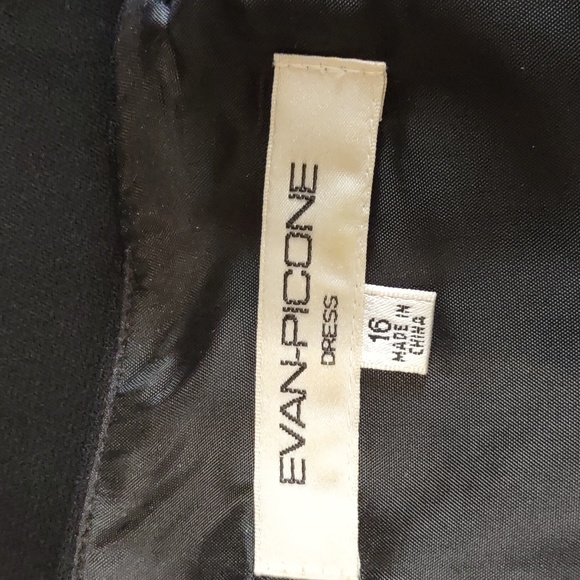 EVAN-PICONE
DRESS
16
MADE IN
CHINA